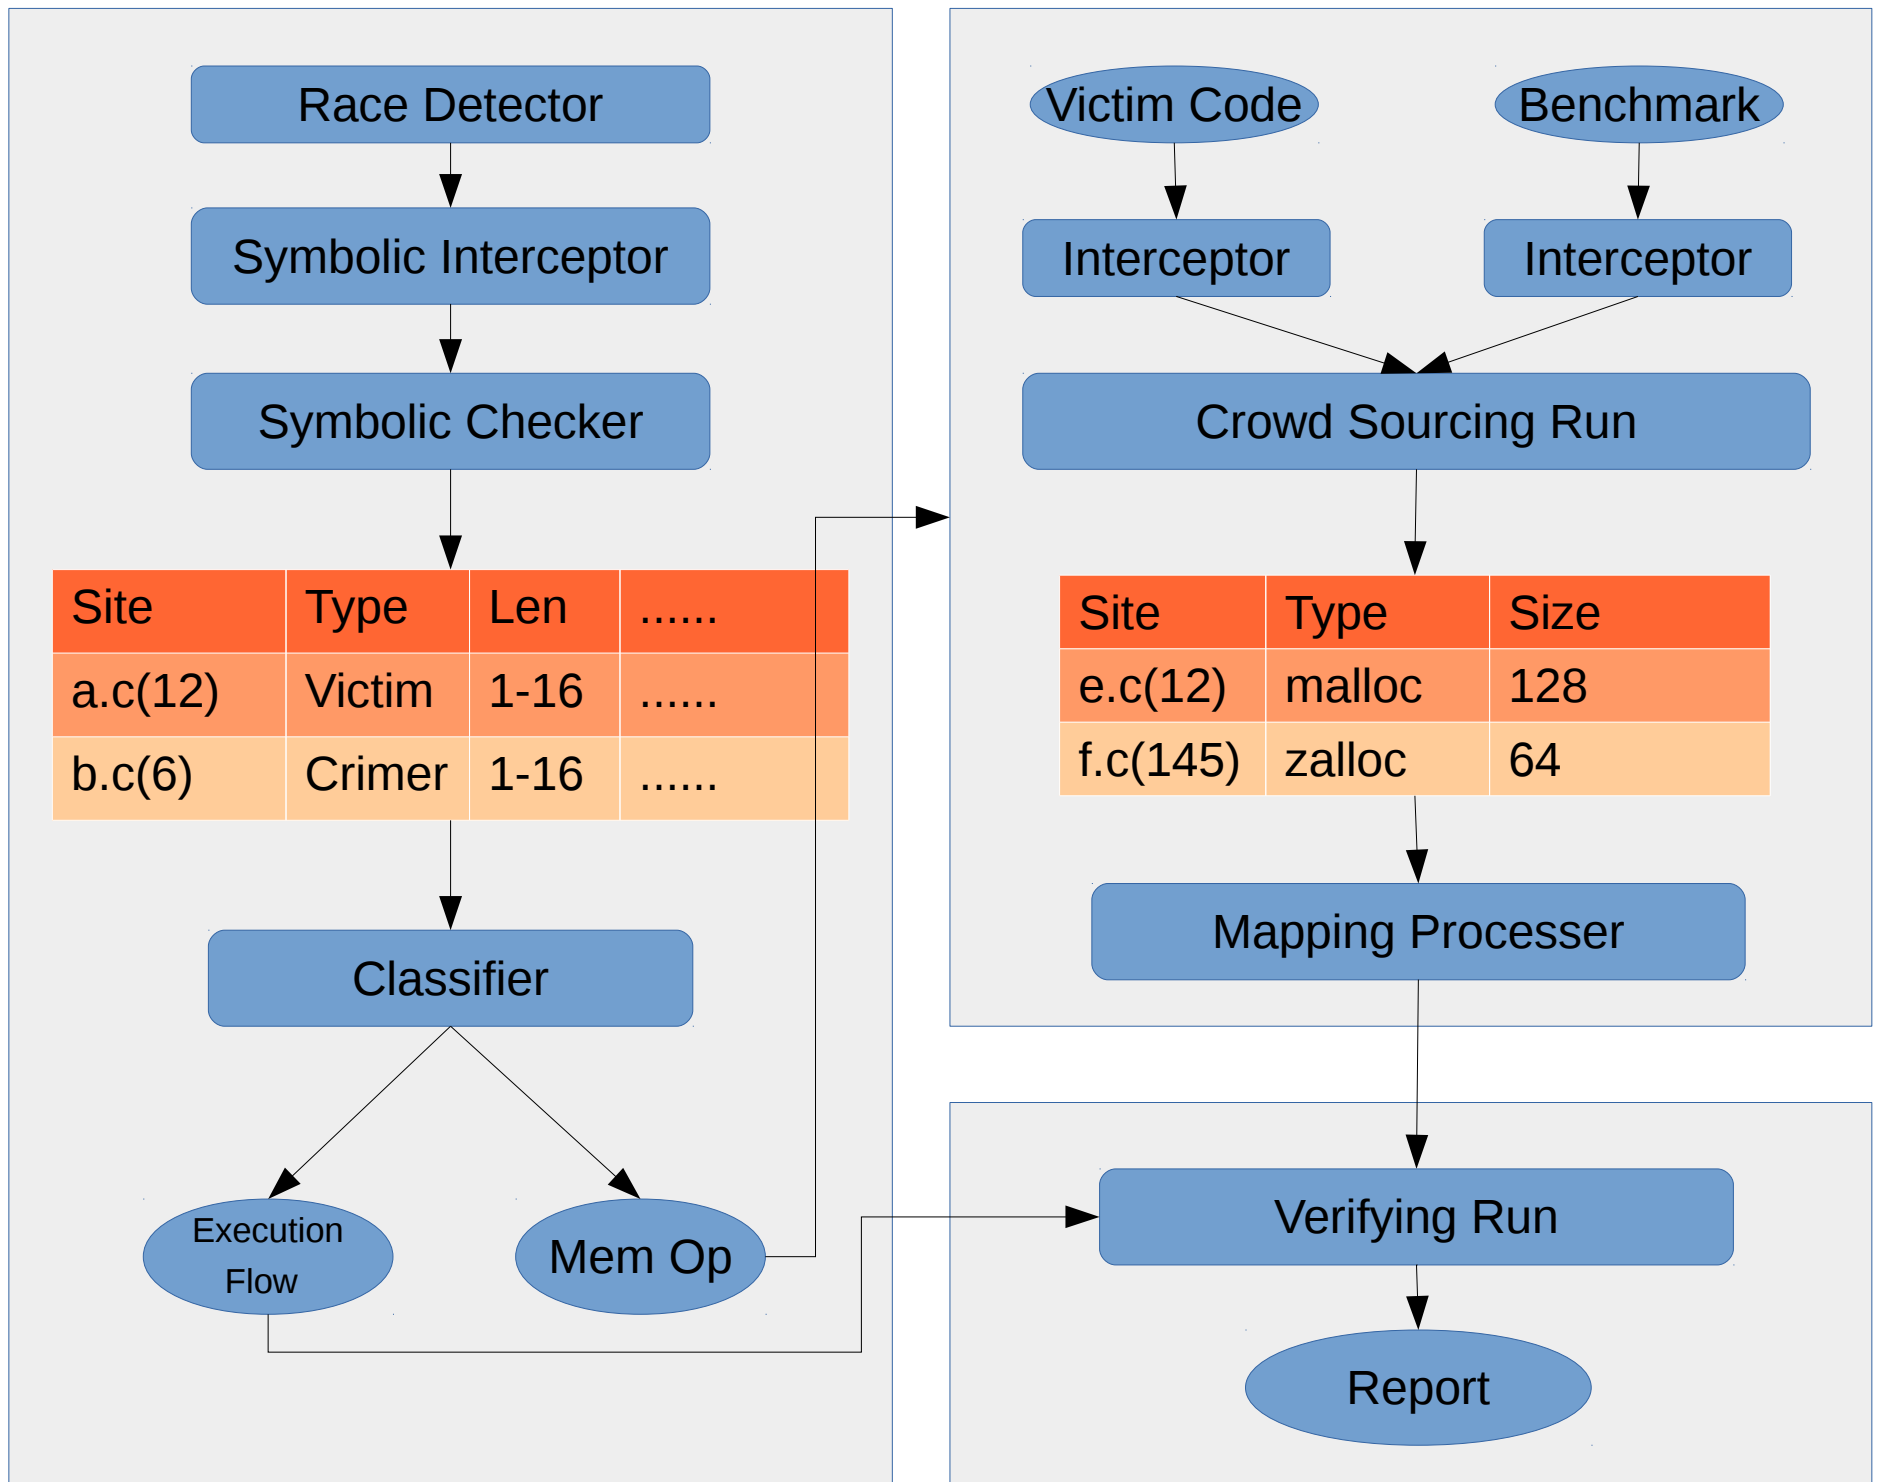 Race Detector
Symbolic Interceptor
Symbolic Checker
Site Type Len ......
a.c(12) Victim 1-16 ......
b.c(6) Crimer 1-16 ......
Classifier
Execution
Flow
Mem Op
Victim Code Benchmark
Interceptor Interceptor
Crowd Sourcing Run
Site Type Size
e.c(12) malloc 128
f.c(145) zalloc 64
Mapping Processer
Verifying Run
Report